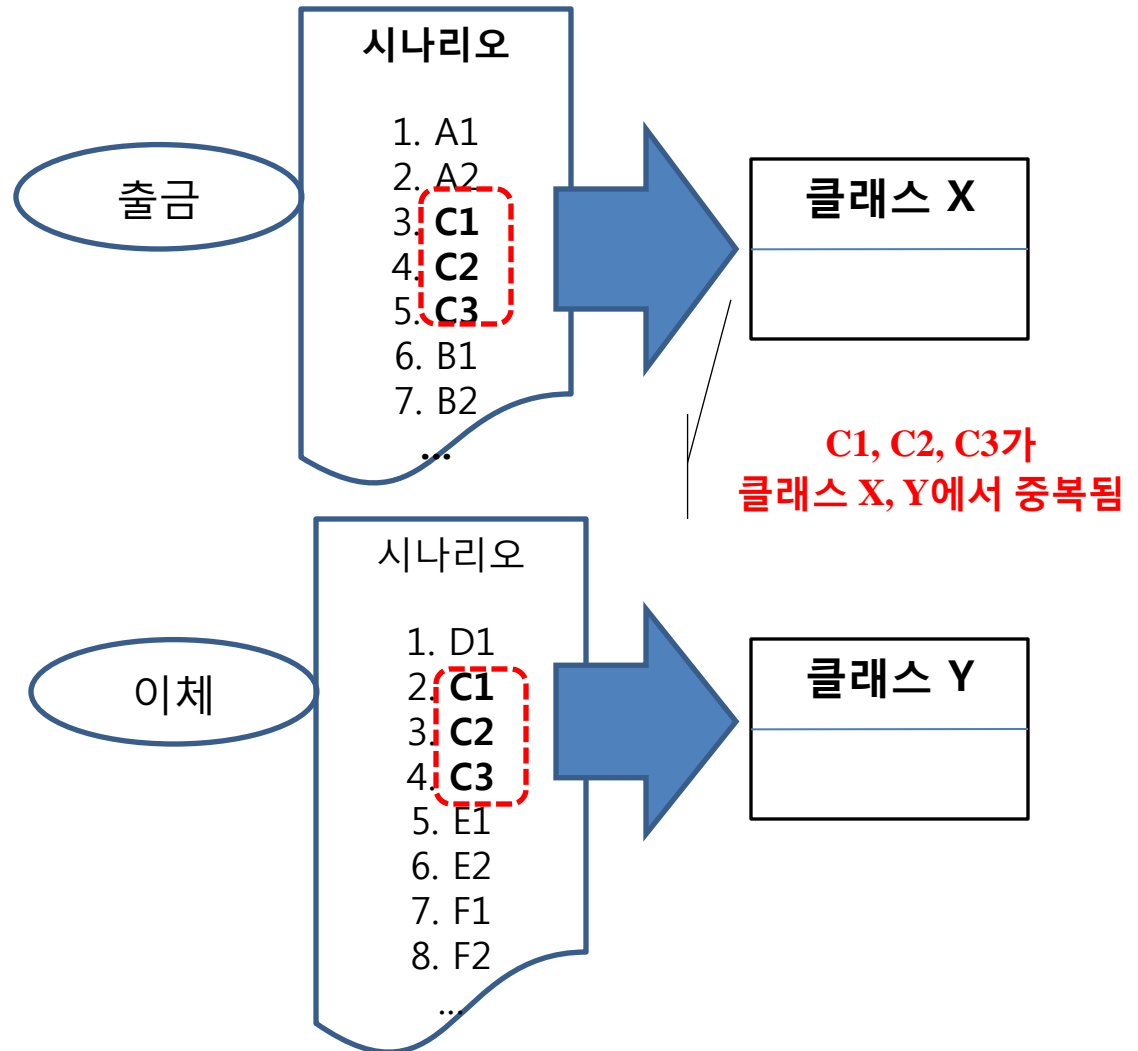 시나리오
출금
1. A1
2. A2
3. C1
4. C2
5. C3
6. B1
7. B2
...
클래스 X
C1, C2, C3가
클래스 X, Y에서 중복됨
시나리오
이체
1. D1
2. C1
3. C2
4. C3
5. E1
6. E2
7. F1
8. F2
...
클래스 Y